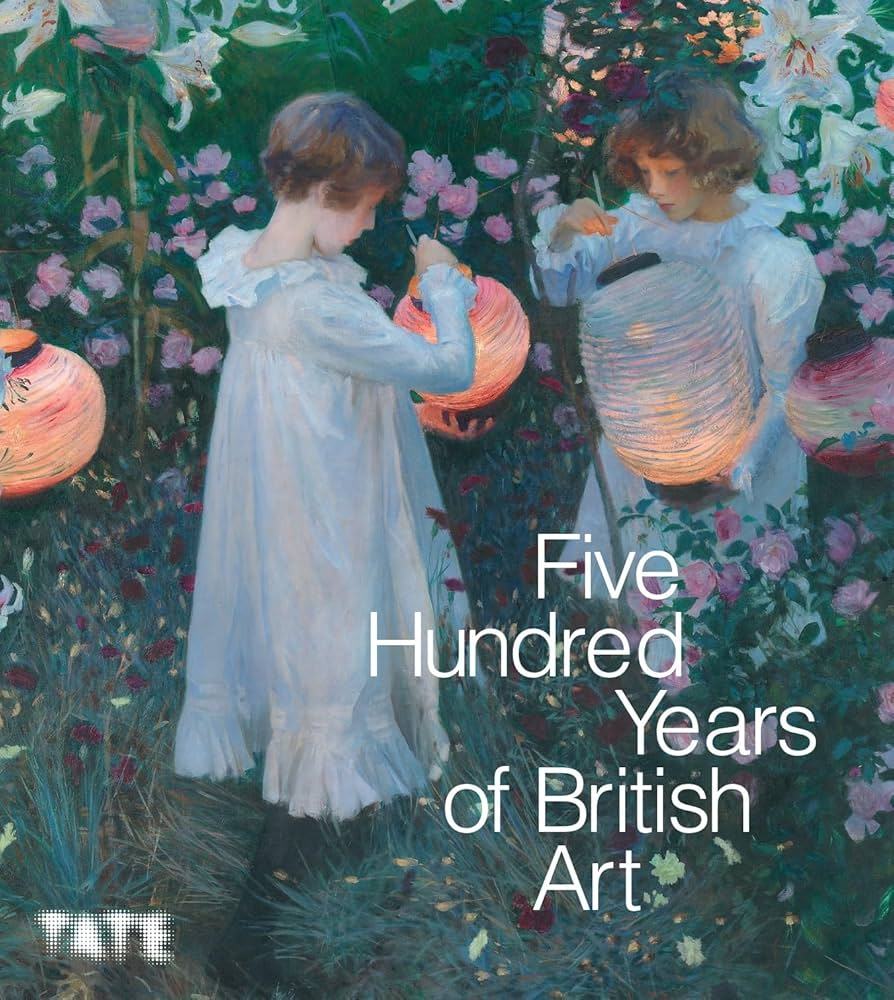 Five
Hundred
Years
of British
Art
TATE